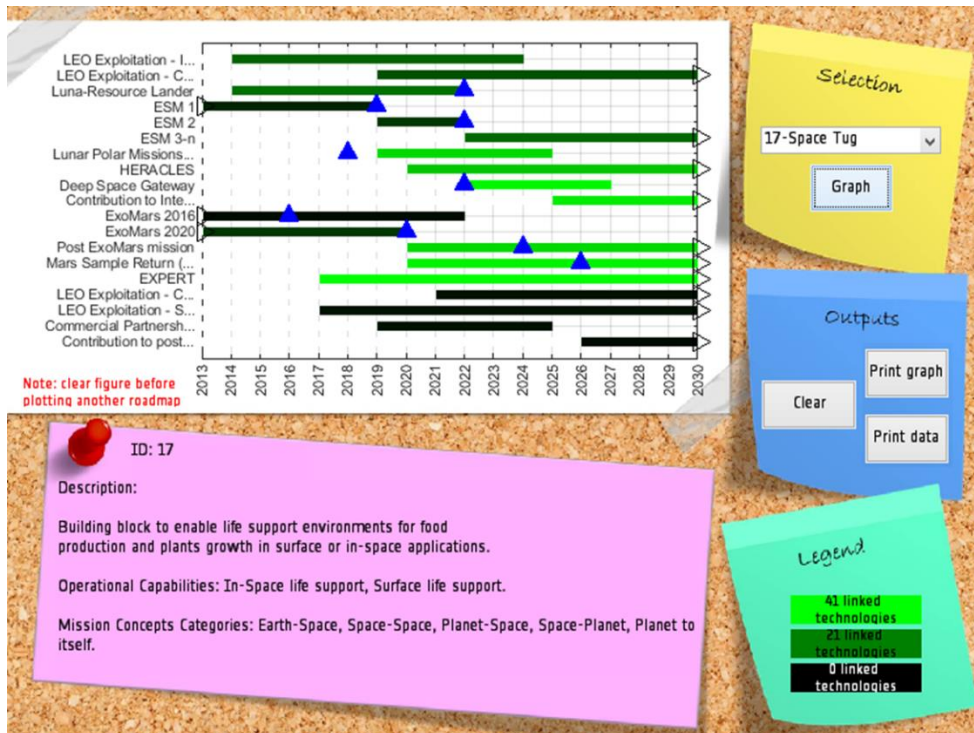 LEO Exploitation - I...
LEO Exploitation - C...
Luna-Resource Lander
ESM 1
ESM 2
ESM 3-n
Lunar Polar Missions...
HERACLES
Deep Space Gateway
Contribution to Inte...
ExoMars 2016
ExoMars 2020
Post ExoMars mission
Mars Sample Return (...
EXPERT
LEO Exploitation - C...
LEO Exploitation - S...
Commercial Partnersh...
Contribution to post...
2013 2014 2015 2016 2017 2018 2019 2020 2021 2022 2023 2024 2025 2026 2027 2028 2029 2030
Note: clear figure before
plotting another roadmap
Selection
17-Space Tug
Graph
Outputs
Clear
Print graph
Print data
ID: 17
Description:
Building block to enable life support environments for food
production and plants growth in surface or in-space applications.
Operational Capabilities: In-Space life support, Surface life support.
Mission Concepts Categories: Earth-Space, Space-Space, Planet-Space, Space-Planet, Planet to
itself.
Legend
41 linked
technologies
21 linked
technologies
0 linked
technologies